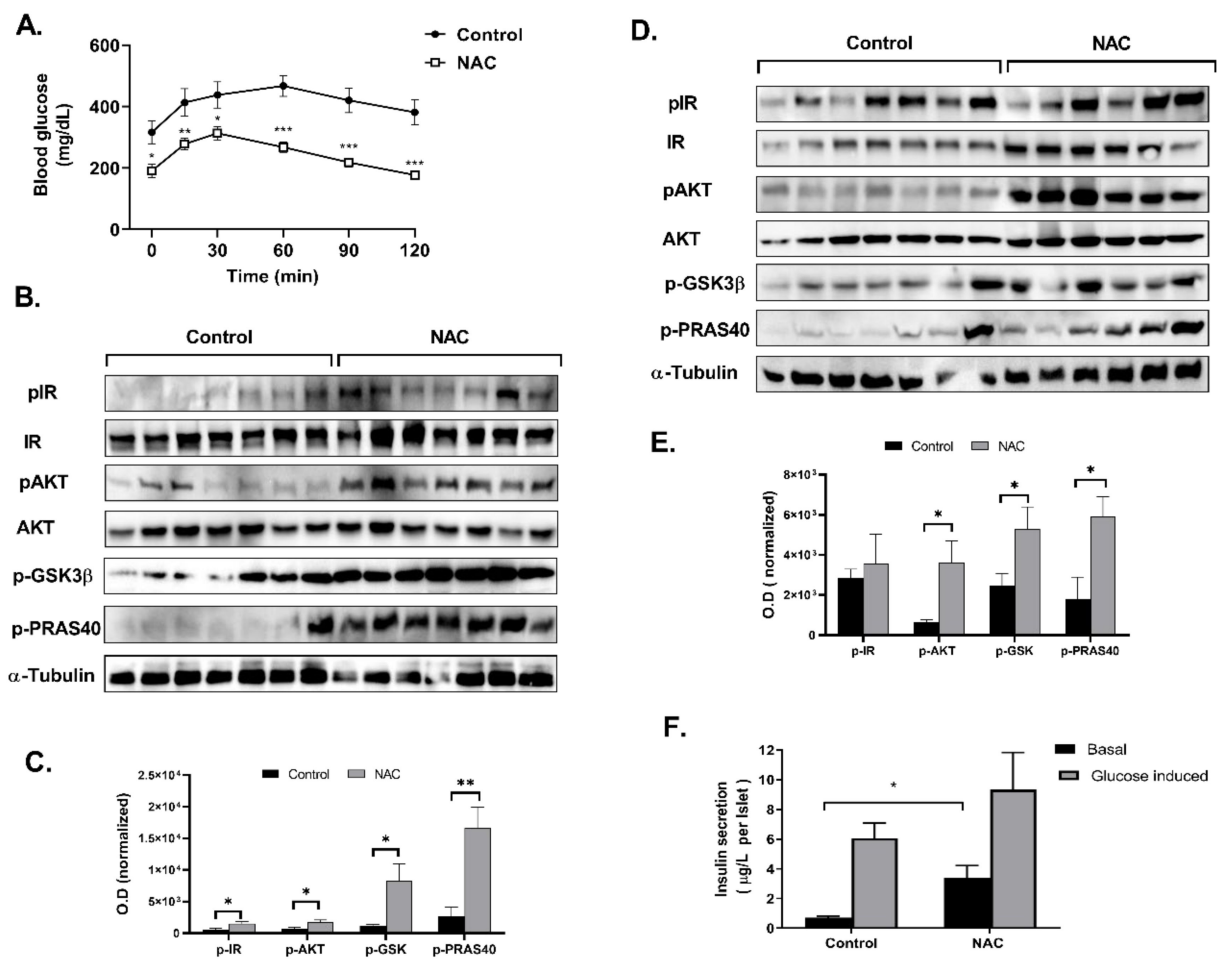 A.
Control
NAC
Blood glucose
(mg/dL)
600
400
200
0
*
**
*
***
***
***
0
30
60
90
120
Time (min)
B.
Control
NAC
pIR
IR
pAKT
AKT
p-GSK3β
p-PRAS40
α-Tubulin
C.
Control
NAC
O.D (normalized)
2.5×10⁴
2×10⁴
1.5×10⁴
1×10⁴
5×10³
0
*
*
*
**
p-IR
p-AKT
p-GSK
p-PRAS40
D.
Control
NAC
pIR
IR
pAKT
AKT
p-GSK3β
p-PRAS40
α-Tubulin
E.
Control
NAC
O.D ( normalized)
8×10³
6×10³
4×10³
2×10³
0
*
*
*
p-IR
p-AKT
p-GSK
p-PRAS40
F.
Basal
Glucose induced
Insulin secretion
( μg/L per Islet)
12
10
8
6
4
2
0
*
Control
NAC